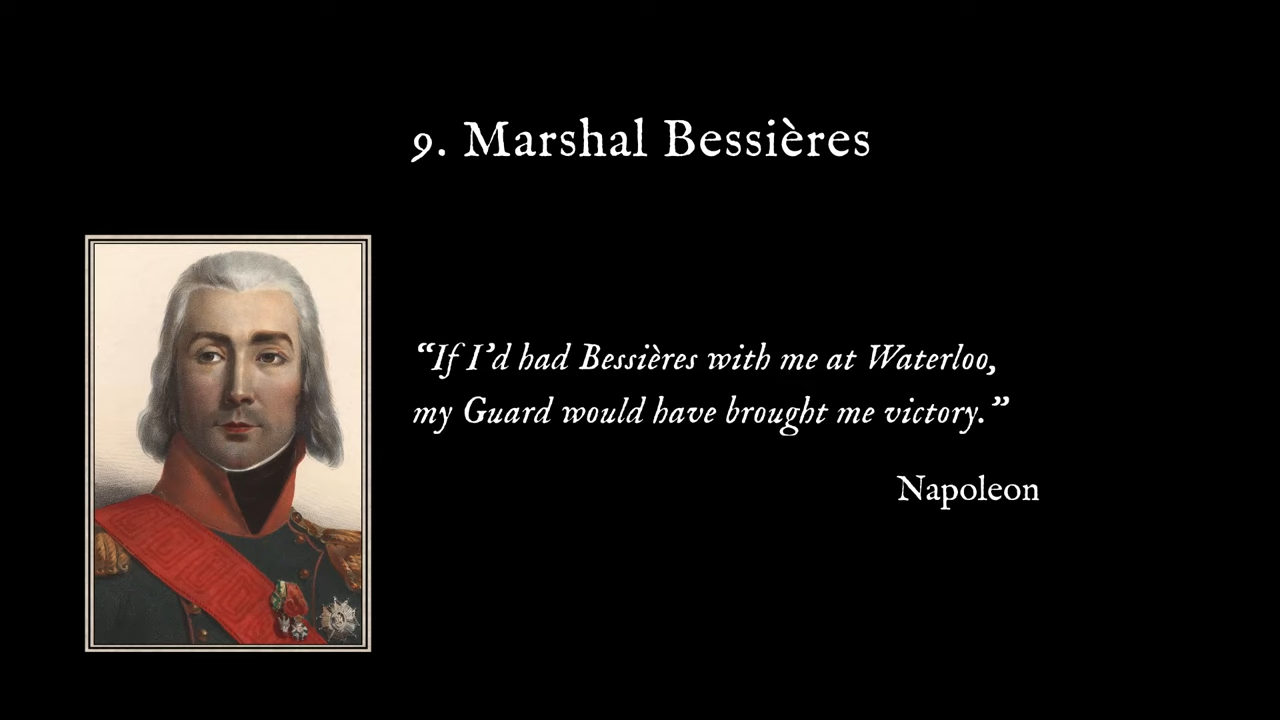 9. Marshal Bessières
“If I’d had Bessières with me at Waterloo,
my Guard would have brought me victory.”
Napoleon